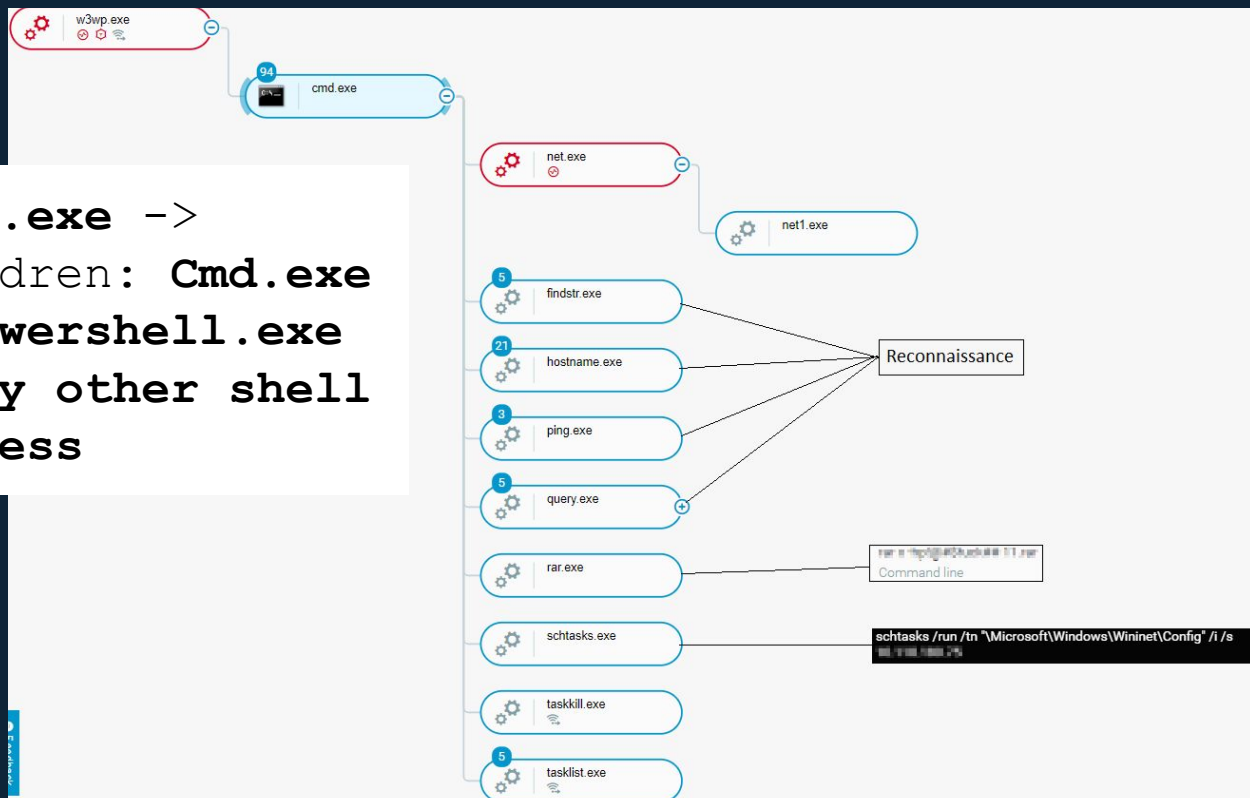 w3wp.exe
94
cmd.exe
net.exe
net1.exe
.exe ->
dren: Cmd.exe
wershell.exe
y other shell
ess
5
findstr.exe
21
hostname.exe
Reconnaissance
3
ping.exe
5
query.exe
rar.exe
Command line
schtasks.exe
schtasks /run /tn "\Microsoft\Windows\Wininet\Config" /i /s
taskkill.exe
5
tasklist.exe
Feedback